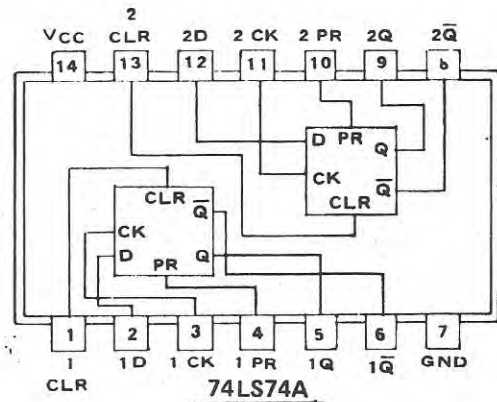 2
VCC CLR 2D 2 CK 2 PR 2Q 2Q̅
14 13 12 11 10 9 8
D PR Q
CK Q̅
CLR
CLR Q̅
CK
D PR Q
1 2 3 4 5 6 7
1 1D 1 CK 1 PR 1Q 1Q̅ GND
CLR
74LS74A